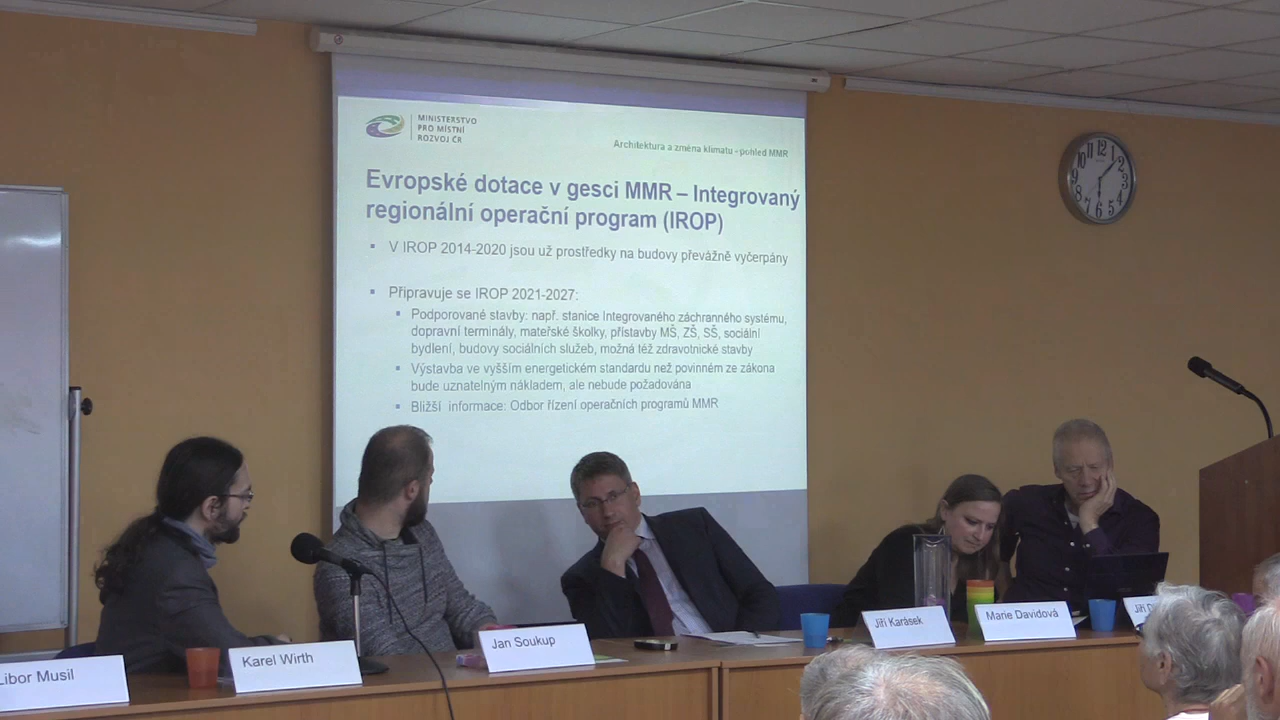 MINISTERSTVO
PRO MÍSTNÍ
ROZVOJ ČR
Architektura a změna klimatu - pohled MMR
Evropské dotace v gesci MMR – Integrovaný
regionální operační program (IROP)
▪ V IROP 2014-2020 jsou už prostředky na budovy převážně vyčerpány
▪ Připravuje se IROP 2021-2027:
▪ Podporované stavby: např. stanice Integrovaného záchranného systému,
dopravní terminály, mateřské školky, přístavby MŠ, ZŠ, SŠ, sociální
bydlení, budovy sociálních služeb, možná též zdravotnické stavby
▪ Výstavba ve vyšším energetickém standardu než povinném ze zákona
bude uznatelným nákladem, ale nebude požadována
▪ Bližší informace: Odbor řízení operačních programů MMR
Libor Musil
Karel Wirth
Jan Soukup
Jiří Karásek
Marie Davidová
Jiří